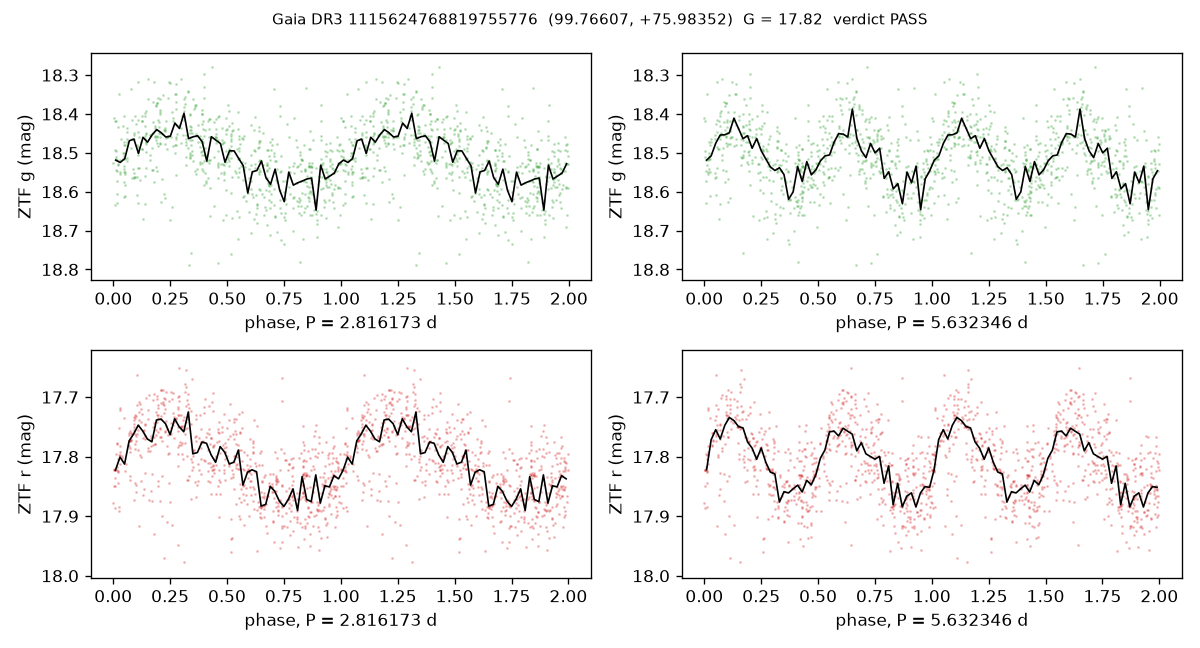 Gaia DR3 1115624768819755776  (99.76607, +75.98352)  G = 17.82  verdict PASS
ZTF g (mag)
18.3
18.4
18.5
18.6
18.7
18.8
0.00 0.25 0.50 0.75 1.00 1.25 1.50 1.75 2.00
phase, P = 2.816173 d
ZTF g (mag)
18.3
18.4
18.5
18.6
18.7
18.8
0.00 0.25 0.50 0.75 1.00 1.25 1.50 1.75 2.00
phase, P = 5.632346 d
ZTF r (mag)
17.7
17.8
17.9
18.0
0.00 0.25 0.50 0.75 1.00 1.25 1.50 1.75 2.00
phase, P = 2.816173 d
ZTF r (mag)
17.7
17.8
17.9
18.0
0.00 0.25 0.50 0.75 1.00 1.25 1.50 1.75 2.00
phase, P = 5.632346 d